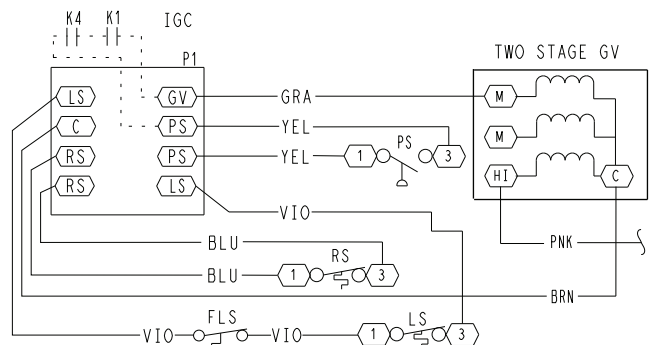 K4 K1 IGC
P1
TWO STAGE GV
LS GV GRA M
C PS YEL M
PS
RS PS YEL 1 3
HI C
RS LS
VIO
BLU PNK
RS
BLU 1 3
BRN
FLS LS
VIO VIO 1 3